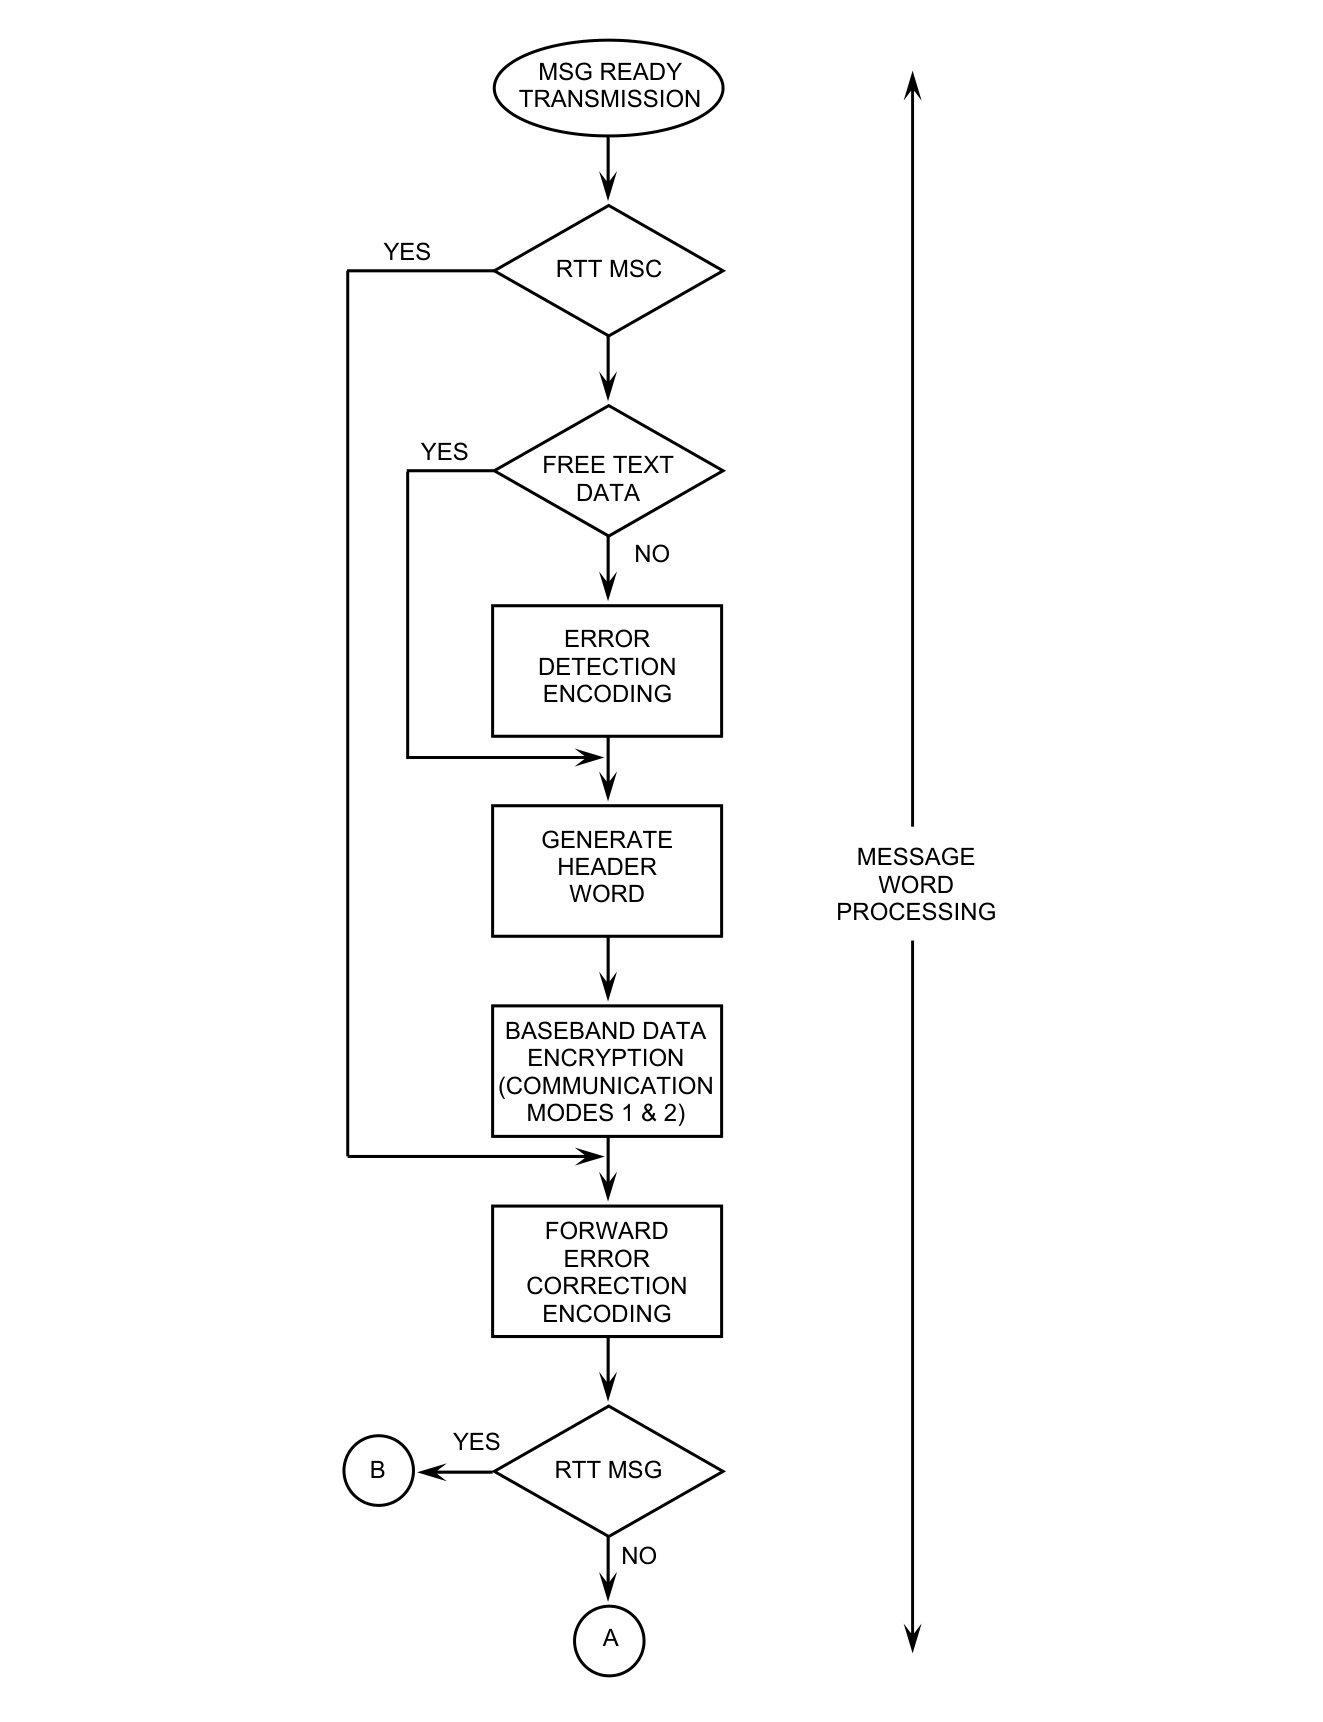 MSG READY
TRANSMISSION
YES
RTT MSC
YES
FREE TEXT
DATA
NO
ERROR
DETECTION
ENCODING
GENERATE
HEADER
WORD
MESSAGE
WORD
PROCESSING
BASEBAND DATA
ENCRYPTION
(COMMUNICATION
MODES 1 & 2)
FORWARD
ERROR
CORRECTION
ENCODING
YES
B
RTT MSG
NO
A